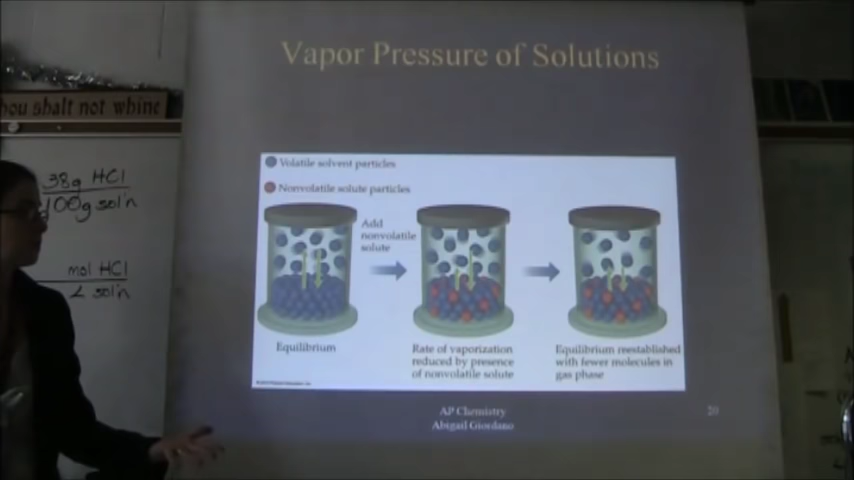 Vapor Pressure of Solutions
hou shalt not whine
38g HCl
100g sol'n
mol HCl
L sol'n
Volatile solvent particles
Nonvolatile solute particles
Add
nonvolatile
solute
Equilibrium
Rate of vaporization
reduced by presence
of nonvolatile solute
Equilibrium reestablished
with fewer molecules in
gas phase
AP Chemistry
Abigail Giordano
20